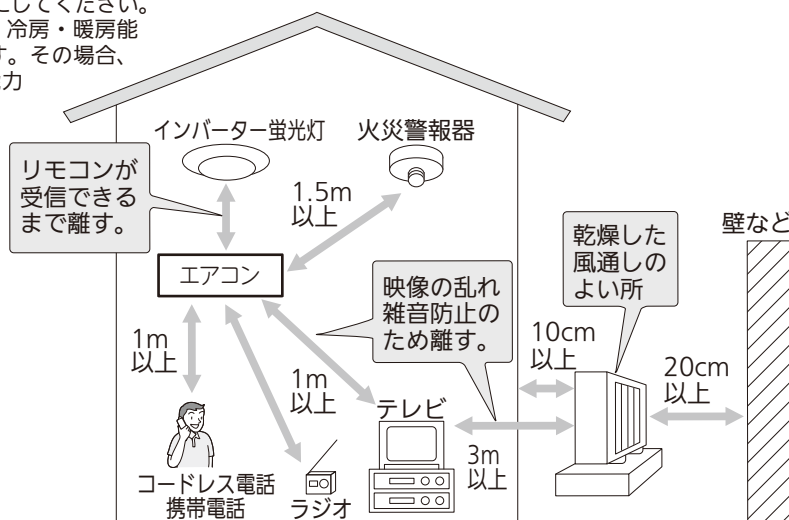 にしてください。
冷房・暖房能
す。その場合、
力
インバーター蛍光灯
火災警報器
リモコンが
受信できる
まで離す。
1.5m
以上
エアコン
映像の乱れ
雑音防止の
ため離す。
乾燥した
風通しの
よい所
壁など
1m
以上
1m
以上
10cm
以上
20cm
以上
テレビ
3m
以上
コードレス電話
携帯電話
ラジオ